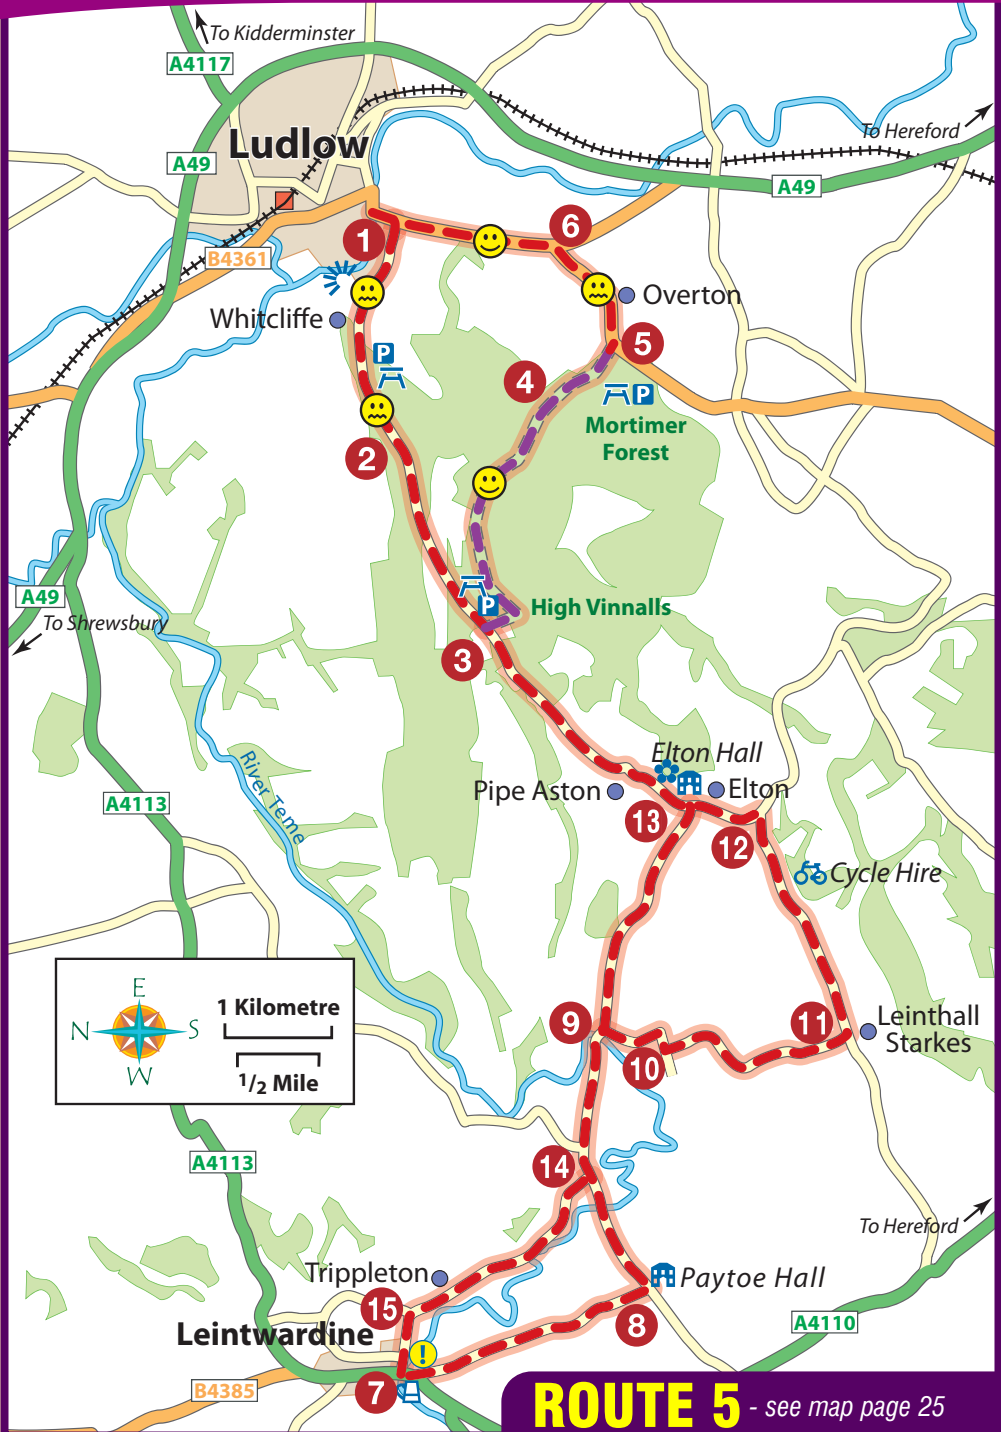 To Kidderminster
A4117
Ludlow
To Hereford
A49
A49
6
1
B4361
Overton
Whitcliffe
P
5
4
P
Mortimer
Forest
2
A49
To Shrewsbury
P
High Vinnalls
3
Elton Hall
Pipe Aston
Elton
River Teme
A4113
13
12
Cycle Hire
E
N
S
W
1 Kilometre
1/2 Mile
9
11
Leinthall
Starkes
10
A4113
14
To Hereford
Trippleton
Paytoe Hall
15
Leintwardine
8
A4110
!
B4385
7
ROUTE 5 - see map page 25